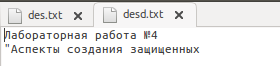 des.txt × desd.txt ×
Лабораторная работа №4
"Аспекты создания защищенных